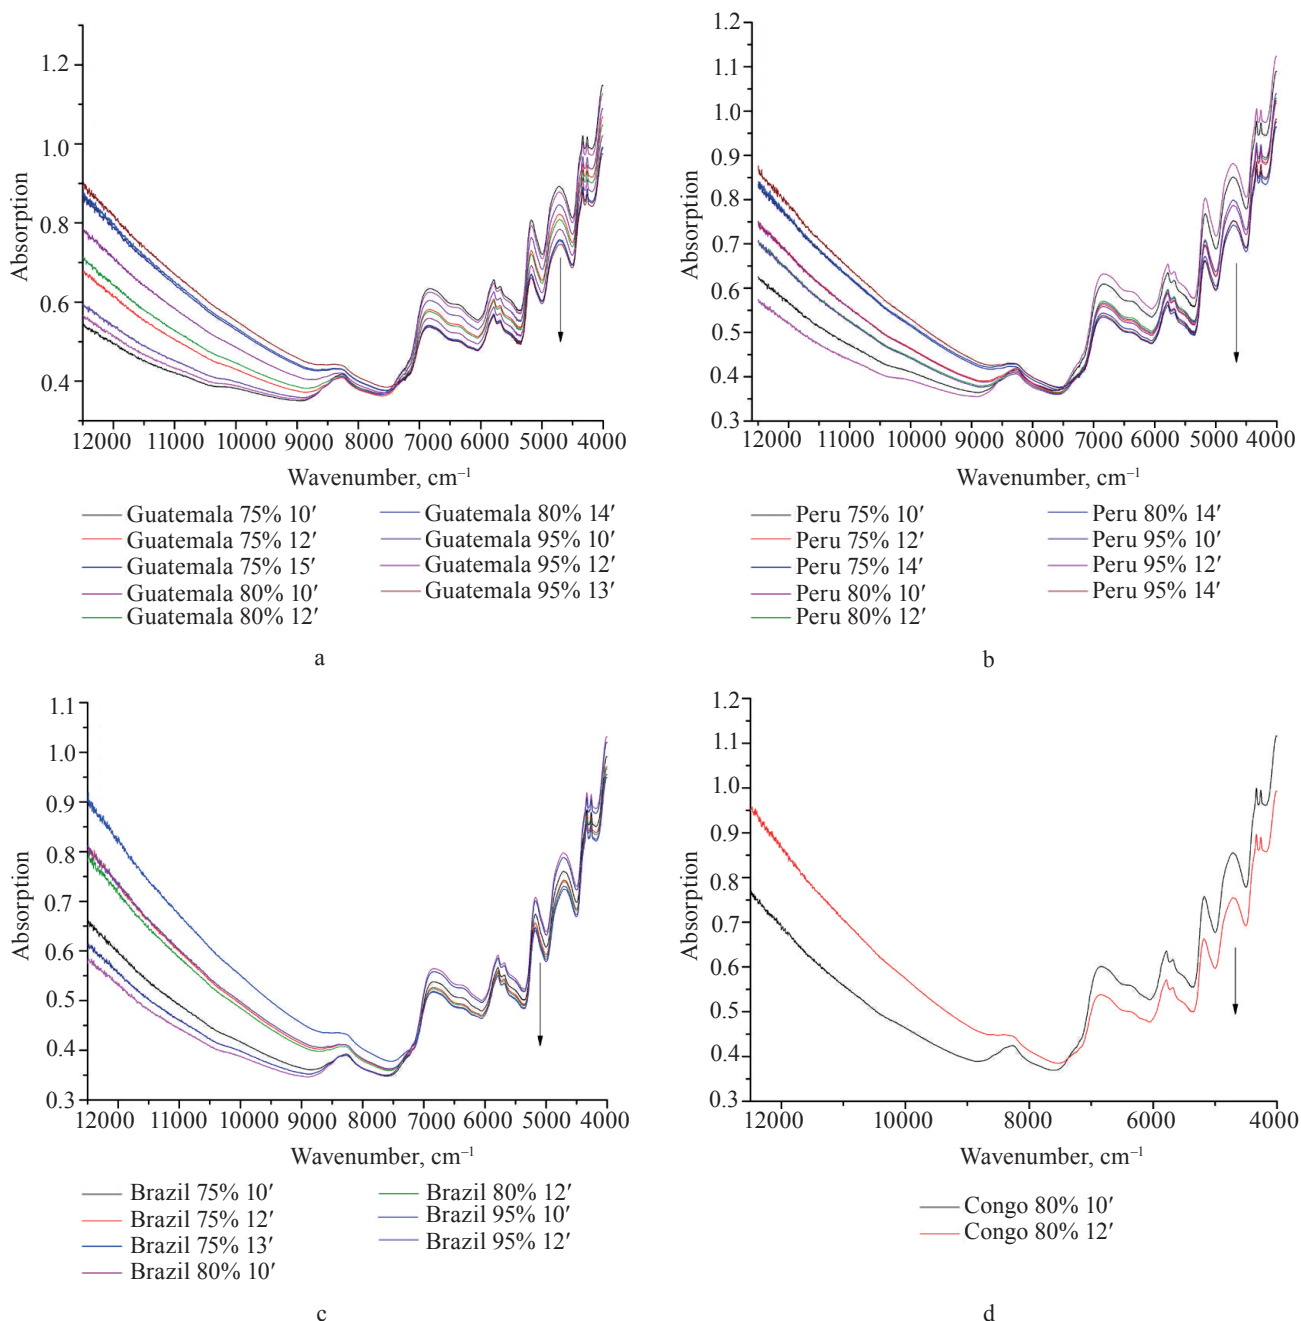 1.2
1.0
0.8
0.6
0.4
Absorption
12000 11000 10000 9000 8000 7000 6000 5000 4000
Wavenumber, cm⁻¹
Guatemala 75% 10′
Guatemala 75% 12′
Guatemala 75% 15′
Guatemala 80% 10′
Guatemala 80% 12′
Guatemala 80% 14′
Guatemala 95% 10′
Guatemala 95% 12′
Guatemala 95% 13′
a
1.2
1.1
1.0
0.9
0.8
0.7
0.6
0.5
0.4
0.3
Absorption
12000 11000 10000 9000 8000 7000 6000 5000 4000
Wavenumber, cm⁻¹
Peru 75% 10′
Peru 75% 12′
Peru 75% 14′
Peru 80% 10′
Peru 80% 12′
Peru 80% 14′
Peru 95% 10′
Peru 95% 12′
Peru 95% 14′
b
1.1
1.0
0.9
0.8
0.7
0.6
0.5
0.4
0.3
Absorption
12000 11000 10000 9000 8000 7000 6000 5000 4000
Wavenumber, cm⁻¹
Brazil 75% 10′
Brazil 75% 12′
Brazil 75% 13′
Brazil 80% 10′
Brazil 80% 12′
Brazil 95% 10′
Brazil 95% 12′
c
1.2
1.1
1.0
0.9
0.8
0.7
0.6
0.5
0.4
0.3
Absorption
12000 10000 8000 6000 4000
Wavenumber, cm⁻¹
Congo 80% 10′
Congo 80% 12′
d